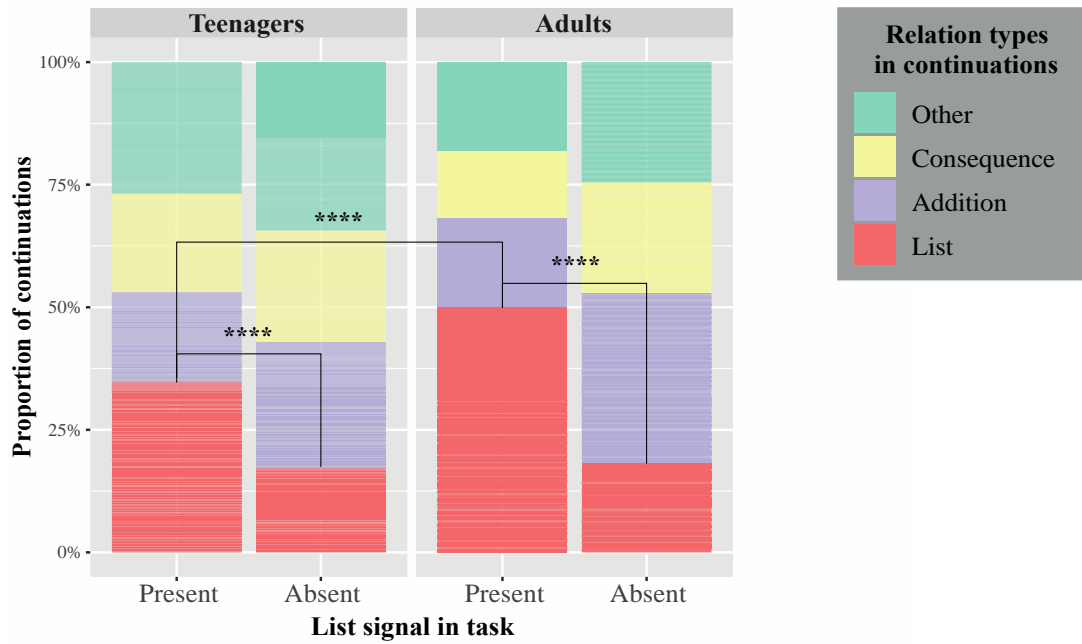 Teenagers
Adults
Relation types
in continuations
Other
Consequence
Addition
List
Proportion of continuations
100%
75%
50%
25%
0%
****
****
****
Present
Absent
Present
Absent
List signal in task